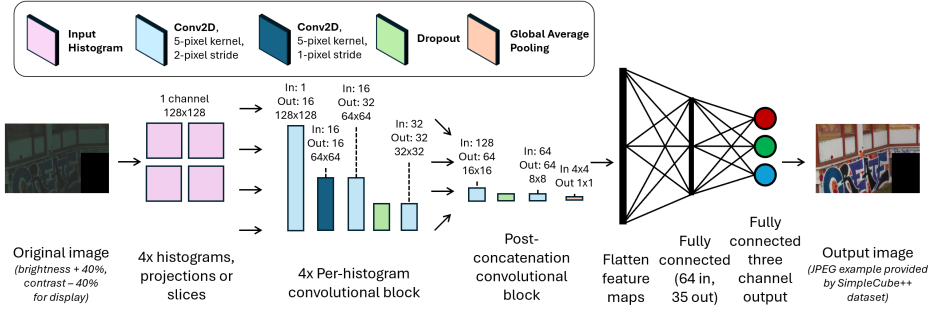 Input
Histogram
Conv2D,
5-pixel kernel,
2-pixel stride
Conv2D,
5-pixel kernel,
1-pixel stride
Dropout
Global Average
Pooling
1 channel
128x128
In: 1
Out: 16
128x128
In: 16
Out: 16
64x64
In: 16
Out: 32
64x64
In: 32
Out: 32
32x32
In: 128
Out: 64
16x16
In: 64
Out: 64
8x8
In 4x4
Out 1x1
Original image
(brightness + 40%,
contrast – 40%
for display)
4x histograms,
projections or
slices
4x Per-histogram
convolutional block
Post-
concatenation
convolutional
block
Flatten
feature
maps
Fully
connected
(64 in,
35 out)
Fully
connected
three
channel
output
Output image
(JPEG example provided
by SimpleCube++
dataset)